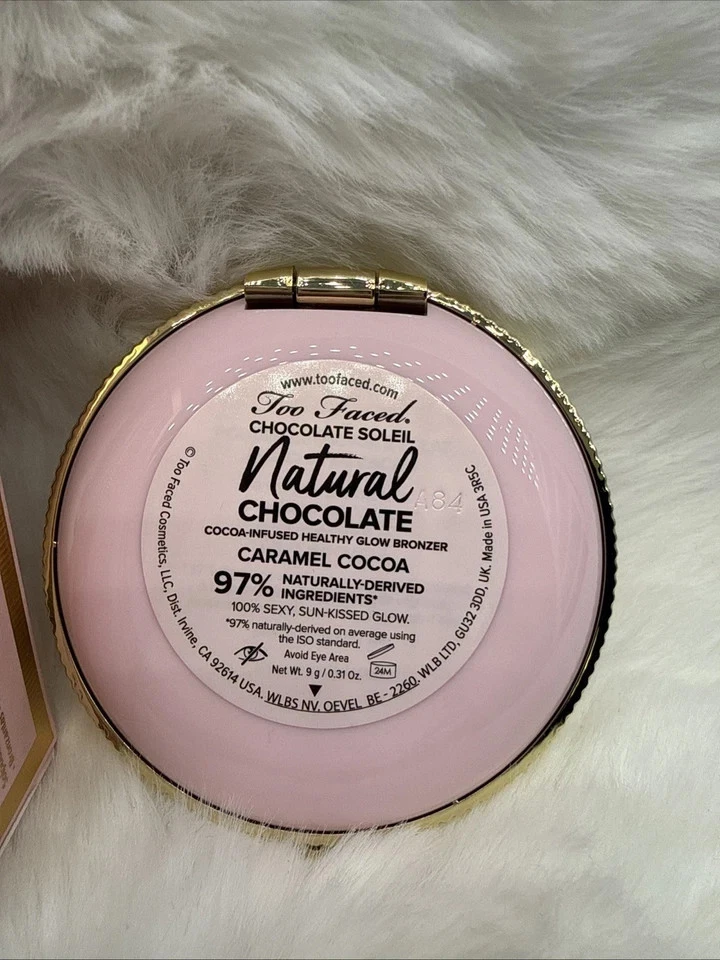 www.toofaced.com
Too Faced.
CHOCOLATE SOLEIL
Natural
CHOCOLATE
A84
COCOA-INFUSED HEALTHY GLOW BRONZER
CARAMEL COCOA
97% NATURALLY-DERIVED
INGREDIENTS*
100% SEXY, SUN-KISSED GLOW.
*97% naturally-derived on average using
the ISO standard.
Avoid Eye Area
Net Wt. 9 g / 0.31 Oz.
24M
© Too Faced Cosmetics, LLC, Dist. Irvine, CA 92614 USA. WLBS NV, OEVEL BE - 2260. WLB LTD, GU32 3DD, UK. Made in USA 3R5C